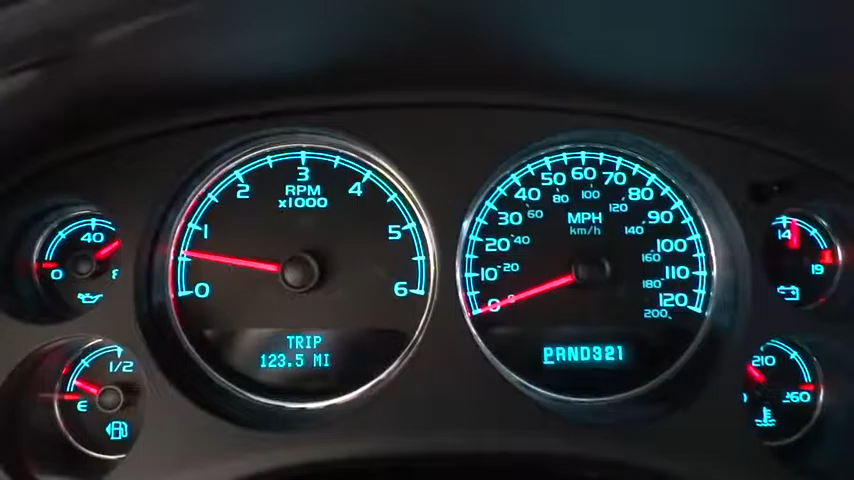 0 1 2 3 4 5 6
RPM
x1000
TRIP
123.5 MI
0 10 20 30 40 50 60 70 80 90 100 110 120
0 20 40 60 80 100 120 140 160 180 200
MPH
km/h
PRND321
0 40 8
E 1/2
14 19
210 260